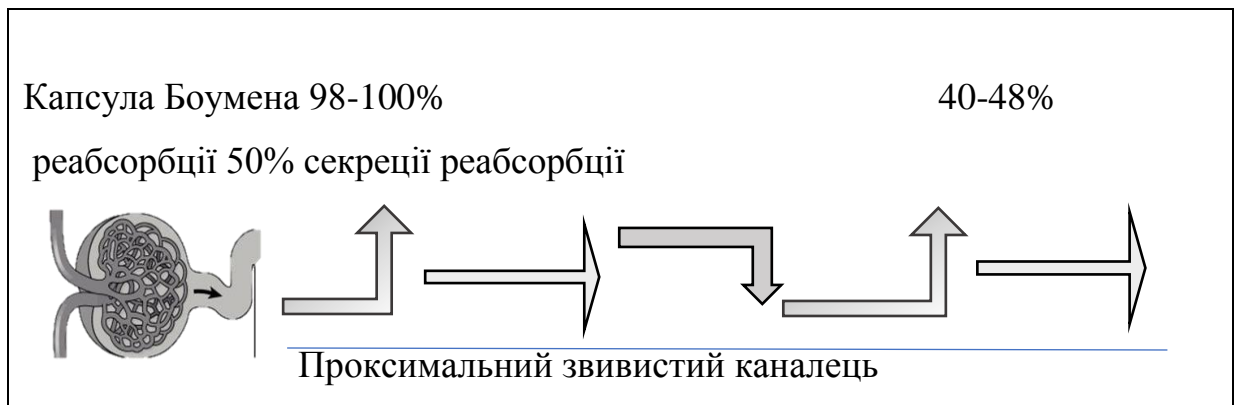 Капсула Боумена 98-100% 40-48%
реабсорбції 50% секреції реабсорбції
Проксимальний звивистий каналець